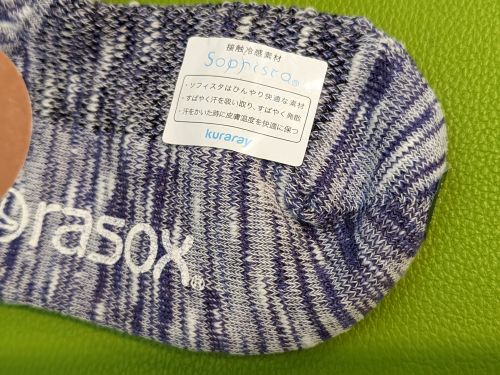 接触冷感素材
Sophista®
・ソフィスタはひんやり快適な素材
・すばやく汗を吸い取り、すばやく発散
・汗をかいた時に皮膚温度を快適に保つ
kuraray
rasox®